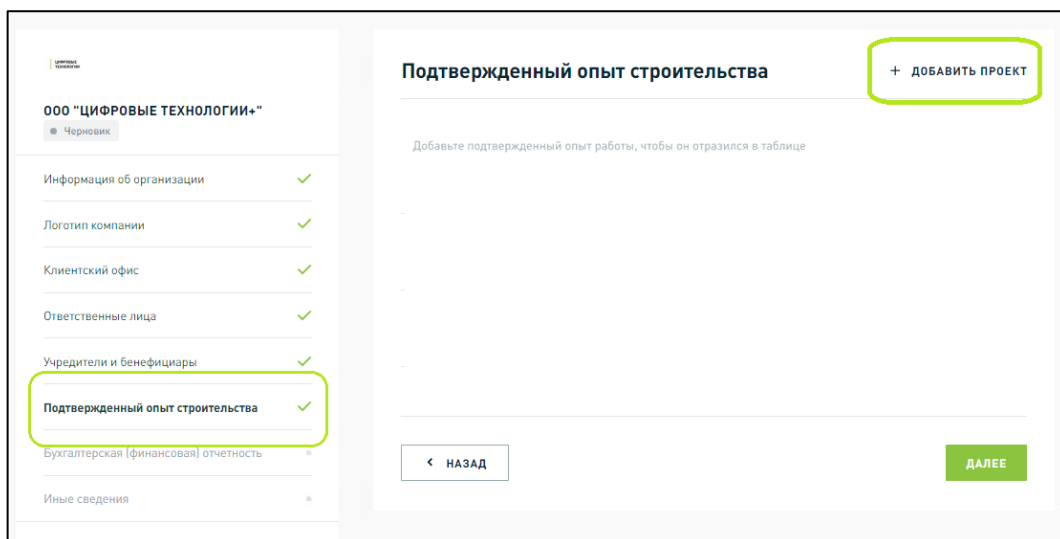 ЦИФРОВЫЕ
ТЕХНОЛОГИИ
ООО "ЦИФРОВЫЕ ТЕХНОЛОГИИ+"
Черновик
Информация об организации
Логотип компании
Клиентский офис
Ответственные лица
Учредители и бенефициары
Подтвержденный опыт строительства
Бухгалтерская (финансовая) отчетность
Иные сведения
Подтвержденный опыт строительства
+ ДОБАВИТЬ ПРОЕКТ
Добавьте подтвержденный опыт работы, чтобы он отразился в таблице
< НАЗАД
ДАЛЕЕ